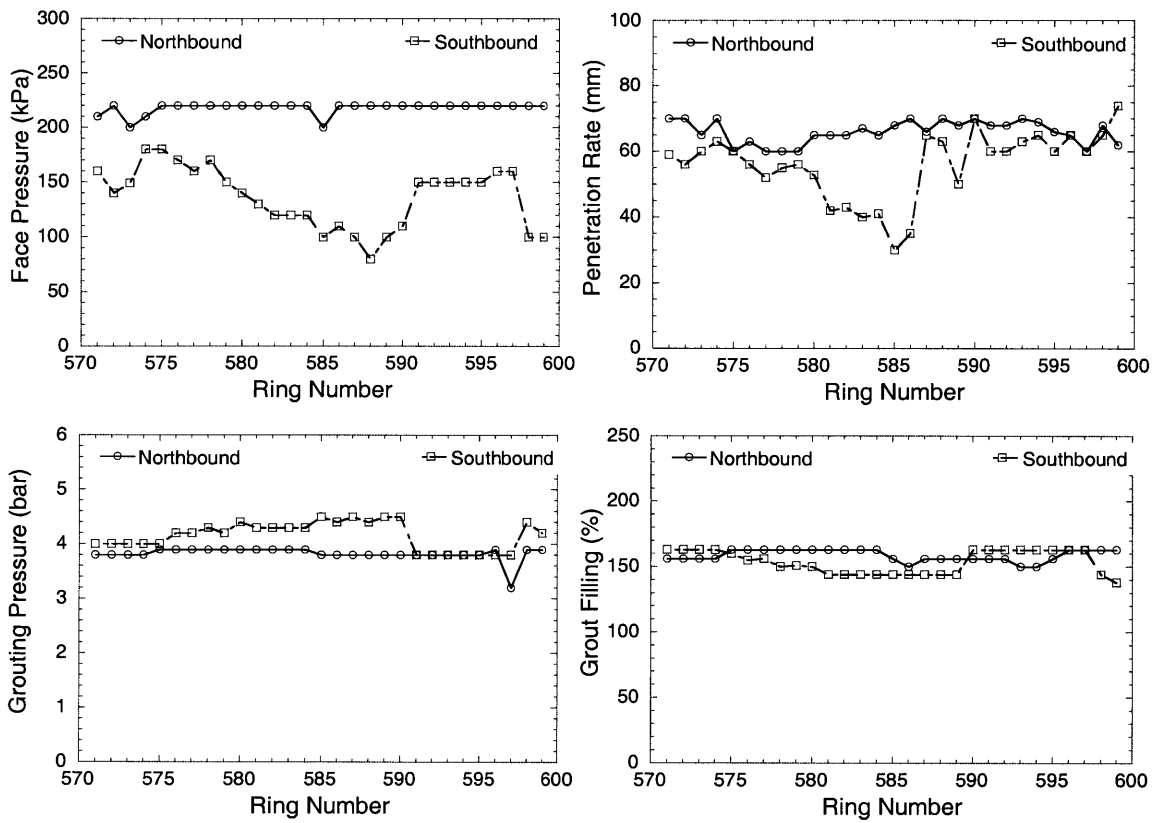 300
250
200
150
100
50
0
Face Pressure (kPa)
Northbound
Southbound
570 575 580 585 590 595 600
Ring Number
100
80
60
40
20
0
Penetration Rate (mm)
Northbound
Southbound
570 575 580 585 590 595 600
Ring Number
6
5
4
3
2
1
0
Grouting Pressure (bar)
Northbound
Southbound
570 575 580 585 590 595 600
Ring Number
250
200
150
100
50
0
Grout Filling (%)
Northbound
Southbound
570 575 580 585 590 595 600
Ring Number